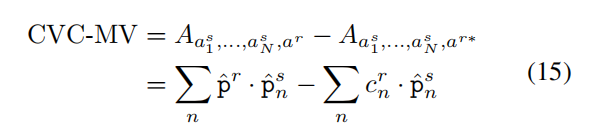 CVC-MV = A_{a_1^s,...,a_N^s,a^r} − A_{a_1^s,...,a_N^s,a^{r*}}
= ∑_n p̂^r · p̂_n^s − ∑_n c_n^r · p̂_n^s (15)